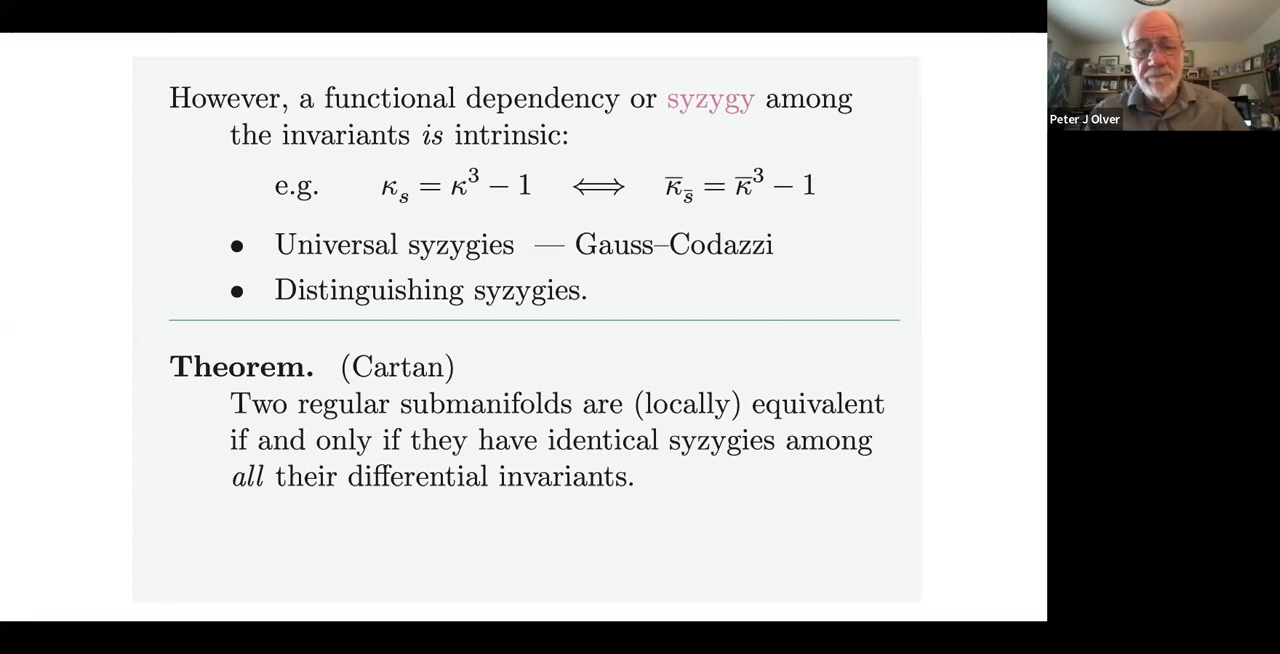 However, a functional dependency or syzygy among
the invariants is intrinsic:
e.g. κ_s = κ^3 − 1 ⟺ κ̄_s̄ = κ̄^3 − 1
• Universal syzygies — Gauss–Codazzi
• Distinguishing syzygies.
Theorem. (Cartan)
Two regular submanifolds are (locally) equivalent
if and only if they have identical syzygies among
all their differential invariants.
Peter J Olver